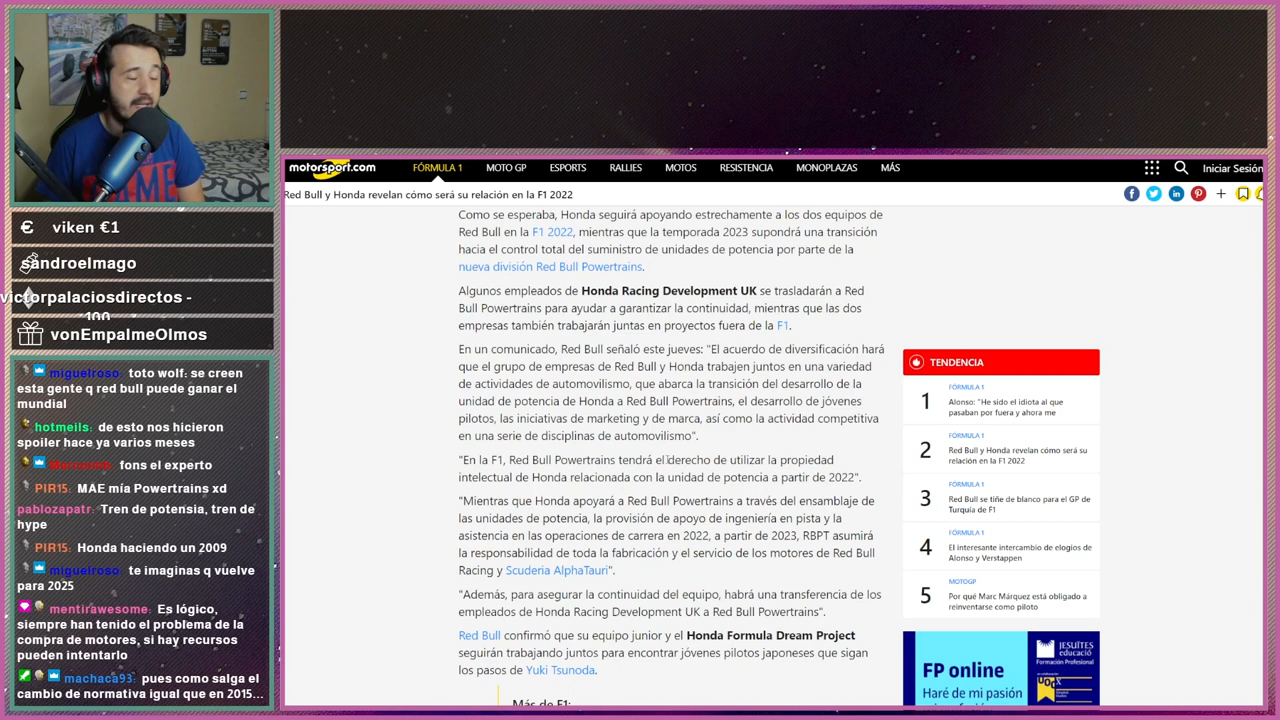 motorsport.com
FÓRMULA 1 MOTO GP ESPORTS RALLIES MOTOS RESISTENCIA MONOPLAZAS MÁS
Iniciar Sesión
Red Bull y Honda revelan cómo será su relación en la F1 2022
Como se esperaba, Honda seguirá apoyando estrechamente a los dos equipos de
Red Bull en la F1 2022, mientras que la temporada 2023 supondrá una transición
hacia el control total del suministro de unidades de potencia por parte de la
nueva división Red Bull Powertrains.
Algunos empleados de Honda Racing Development UK se trasladarán a Red
Bull Powertrains para ayudar a garantizar la continuidad, mientras que las dos
empresas también trabajarán juntas en proyectos fuera de la F1.
En un comunicado, Red Bull señaló este jueves: "El acuerdo de diversificación hará
que el grupo de empresas de Red Bull y Honda trabajen juntos en una variedad
de actividades de automovilismo, que abarca la transición del desarrollo de la
unidad de potencia de Honda a Red Bull Powertrains, el desarrollo de jóvenes
pilotos, las iniciativas de marketing y de marca, así como la actividad competitiva
en una serie de disciplinas de automovilismo".
"En la F1, Red Bull Powertrains tendrá el derecho de utilizar la propiedad
intelectual de Honda relacionada con la unidad de potencia a partir de 2022".
"Mientras que Honda apoyará a Red Bull Powertrains a través del ensamblaje de
las unidades de potencia, la provisión de apoyo de ingeniería en pista y la
asistencia en las operaciones de carrera en 2022, a partir de 2023, RBPT asumirá
la responsabilidad de toda la fabricación y el servicio de los motores de Red Bull
Racing y Scuderia AlphaTauri".
"Además, para asegurar la continuidad del equipo, habrá una transferencia de los
empleados de Honda Racing Development UK a Red Bull Powertrains".
Red Bull confirmó que su equipo junior y el Honda Formula Dream Project
seguirán trabajando juntos para encontrar jóvenes pilotos japoneses que sigan
los pasos de Yuki Tsunoda.
Más de F1:
TENDENCIA
1
FÓRMULA 1
Alonso: "He sido el idiota al que
pasaban por fuera y ahora me
2
FÓRMULA 1
Red Bull y Honda revelan cómo será su
relación en la F1 2022
3
FÓRMULA 1
Red Bull se tiñe de blanco para el GP de
Turquía de F1
4
FÓRMULA 1
El interesante intercambio de elogios de
Alonso y Verstappen
5
MOTOGP
Por qué Marc Márquez está obligado a
reinventarse como piloto
FP online
Haré de mi pasión
JESUÏTES
educació
Formación Profesional
€ viken €1
SandroeImago
victorpalaciosdirectos -
100
vonEmpalmeOlmos
miguelroso: toto wolf: se creen
esta gente q red bull puede ganar el
mundial
hotmeils: de esto nos hicieron
spoiler hace ya varios meses
fons el experto
PIR15: MAE mía Powertrains xd
pablozapatr: Tren de potensia, tren de
hype
PIR15: Honda haciendo un 2009
miguelroso: te imaginas q vuelve
para 2025
mentirawesome: Es lógico,
siempre han tenido el problema de la
compra de motores, si hay recursos
pueden intentarlo
machaca93: pues como salga el
cambio de normativa igual que en 2015...